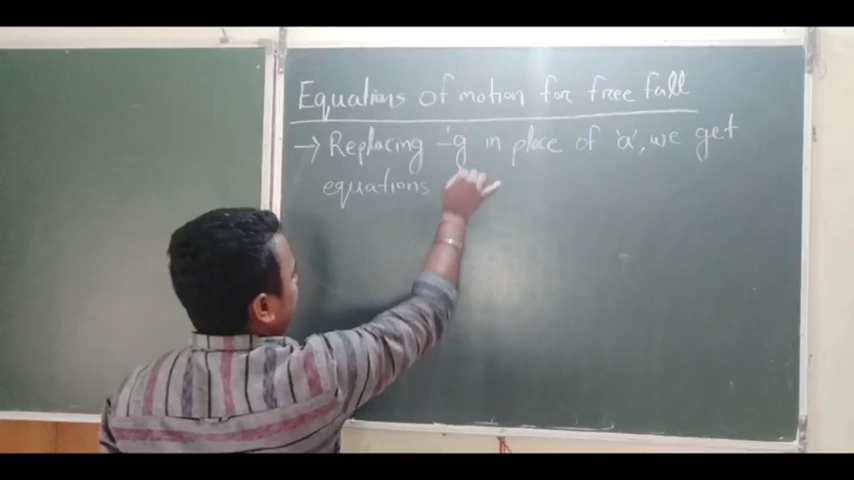 Equations of motion for free fall
→ Replacing -'g in place of 'a', we get
equations